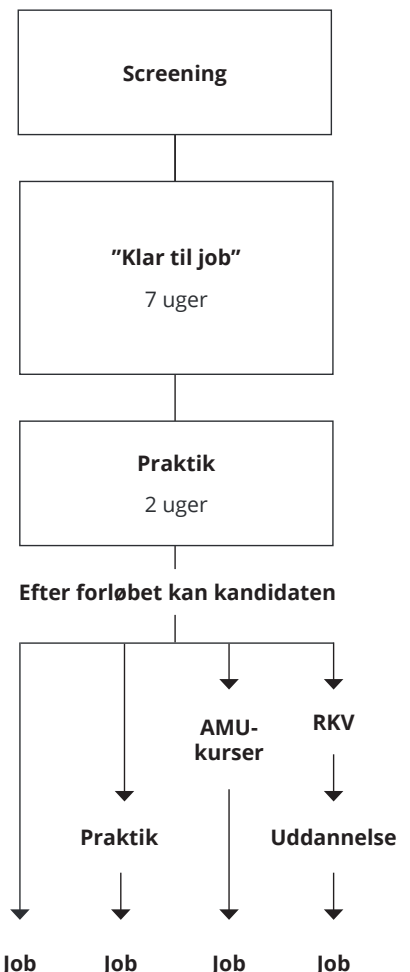 Screening
”Klar til job”
7 uger
Praktik
2 uger
Efter forløbet kan kandidaten
AMU-
kurser
RKV
Praktik
Uddannelse
Job
Job
Job
Job